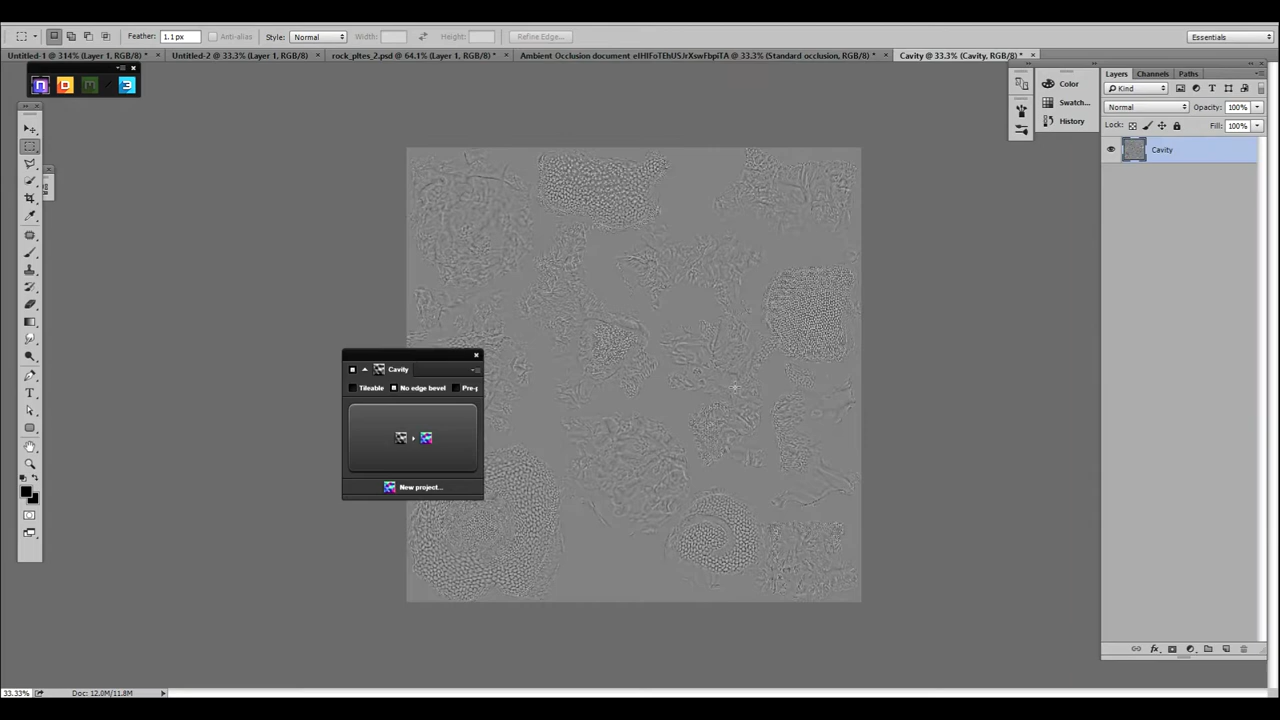 Feather: 1.1 px Anti-alias Style: Normal Width: Height: Refine Edge... Essentials
Untitled-1 @ 314% (Layer 1, RGB/8) * × Untitled-2 @ 33.3% (Layer 1, RGB/8) * × rock_pltes_2.psd @ 64.1% (Layer 2, RGB/8) * × Cavity @ 33.3% (Cavity, RGB/8) * ×
Color
Swatch...
History
Layers Channels Paths
Kind
Normal Opacity: 100%
Lock: Fill: 100%
Cavity
Cavity
Tileable No edge bevel
New project...
33.33% Doc: 12.0M/11.8M